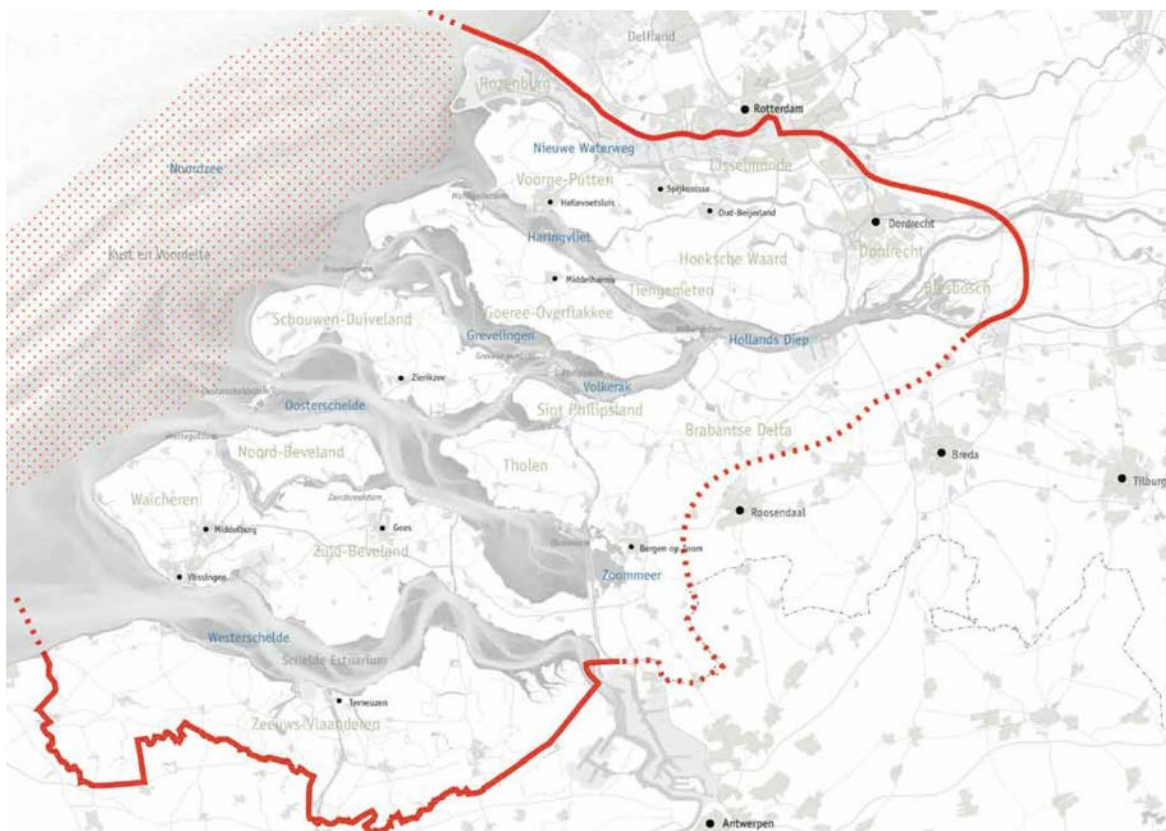 Delfland
Rozenburg
Rotterdam
Nieuwe Waterweg
IJsselmonde
Noordzee
Voorne-Putten
Spijkenisse
Hellevoetsluis
Oud-Beijerland
Dordrecht
Haringvliet
Dordrecht
Kust en Voordelta
Hoeksche Waard
Middelharnis
Tiengemeten
Biesbosch
Goeree-Overflakkee
Schouwen-Duiveland
Grevelingen
Hollands Diep
Zierikzee
Volkerak
Oosterschelde
Sint Philipsland
Brabantse Delta
Noord-Beveland
Breda
Tholen
Tilburg
Walcheren
Roosendaal
Middelburg
Goes
Zuid-Beveland
Bergen op Zoom
Zoommeer
Vlissingen
Westerschelde
Schelde Estuarium
Terneuzen
Zeeuws-Vlaanderen
Antwerpen